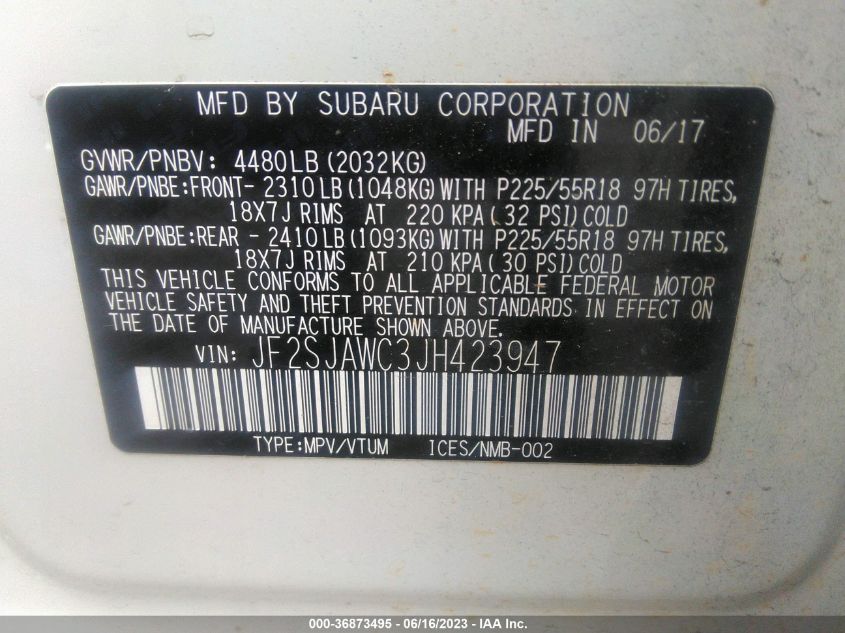 MFD BY SUBARU CORPORATION
MFD IN 06/17
GVWR/PNBV: 4480LB(2032KG)
GAWR/PNBE:FRONT- 2310LB(1048KG)WITH P225/55R18 97H TIRES,
18X7J RIMS AT 220 KPA(32 PSI)COLD
GAWR/PNBE:REAR - 2410LB(1093KG)WITH P225/55R18 97H TIRES,
18X7J RIMS AT 210 KPA(30 PSI)COLD
THIS VEHICLE CONFORMS TO ALL APPLICABLE FEDERAL MOTOR
VEHICLE SAFETY AND THEFT PREVENTION STANDARDS IN EFFECT ON
THE DATE OF MANUFACTURE SHOWN ABOVE.
VIN: JF2SJAWC3JH423947
TYPE:MPV/VTUM ICES/NMB-002
000-36873495 - 06/16/2023 - IAA Inc.